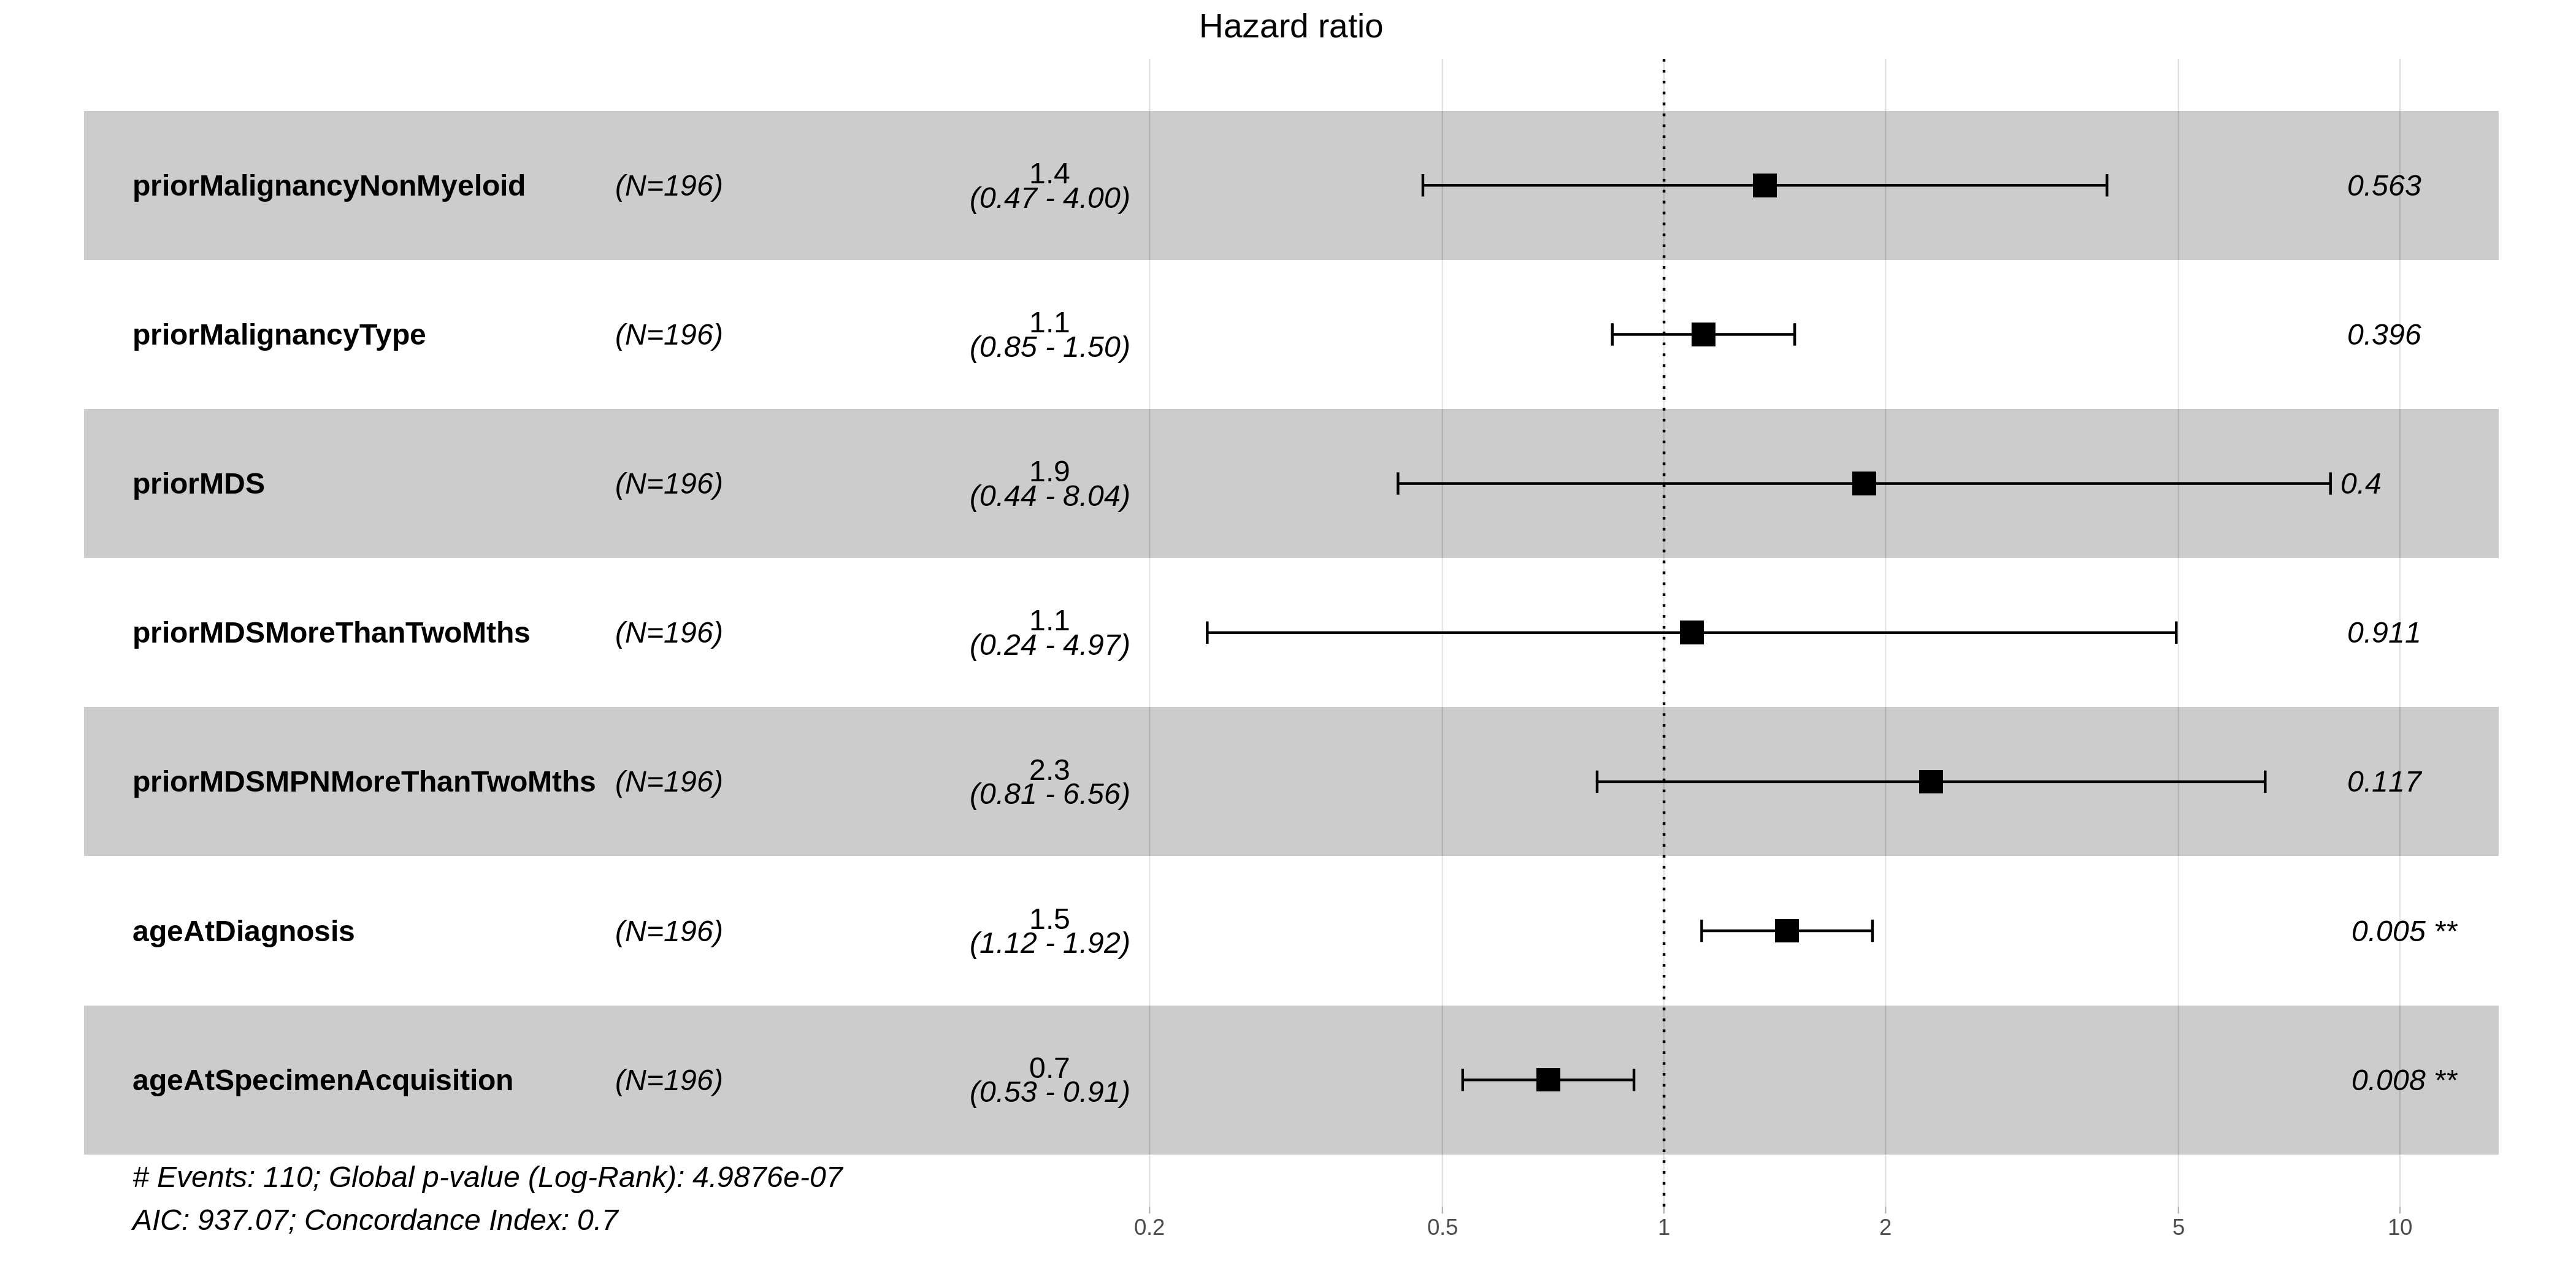 Hazard ratio
priorMalignancyNonMyeloid (N=196) 1.4 (0.47 - 4.00) 0.563
priorMalignancyType (N=196) 1.1 (0.85 - 1.50) 0.396
priorMDS (N=196) 1.9 (0.44 - 8.04) 0.4
priorMDSMoreThanTwoMths (N=196) 1.1 (0.24 - 4.97) 0.911
priorMDSMPNMoreThanTwoMths (N=196) 2.3 (0.81 - 6.56) 0.117
ageAtDiagnosis (N=196) 1.5 (1.12 - 1.92) 0.005 **
ageAtSpecimenAcquisition (N=196) 0.7 (0.53 - 0.91) 0.008 **
# Events: 110; Global p-value (Log-Rank): 4.9876e-07
AIC: 937.07; Concordance Index: 0.7
0.2 0.5 1 2 5 10